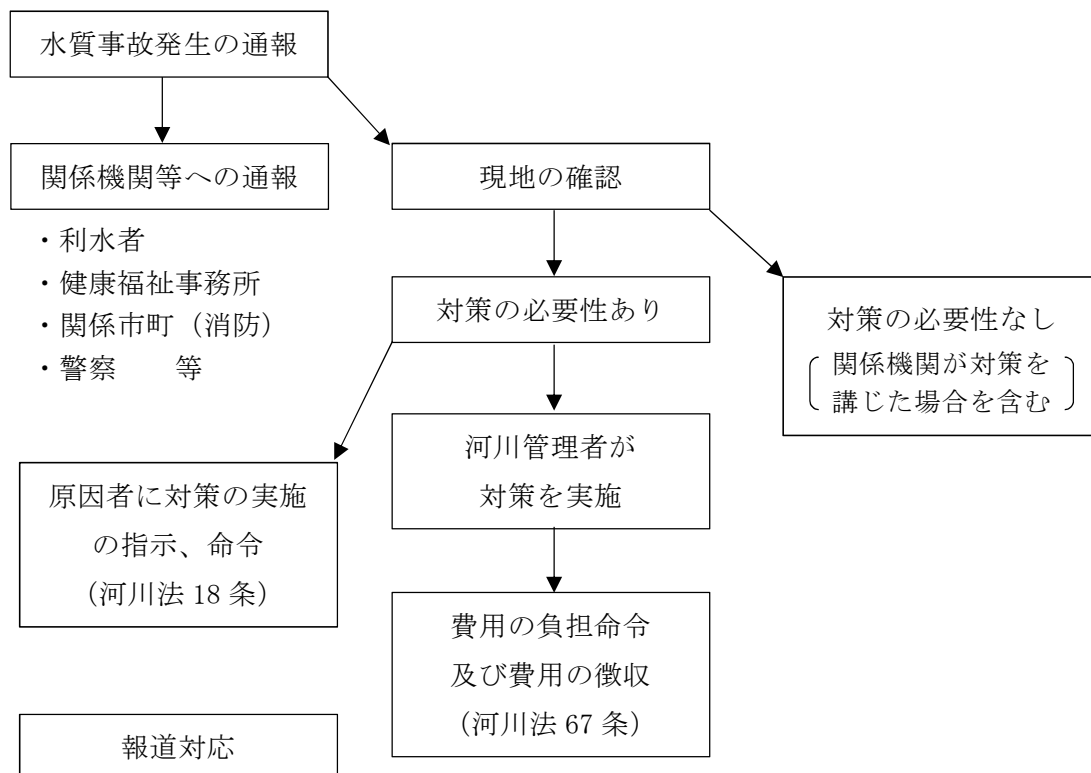 水質事故発生の通報
関係機関等への通報
・利水者
・健康福祉事務所
・関係市町（消防）
・警察　　等
現地の確認
対策の必要性あり
対策の必要性なし
関係機関が対策を
講じた場合を含む
原因者に対策の実施
の指示、命令
（河川法 18 条）
河川管理者が
対策を実施
費用の負担命令
及び費用の徴収
（河川法 67 条）
報道対応